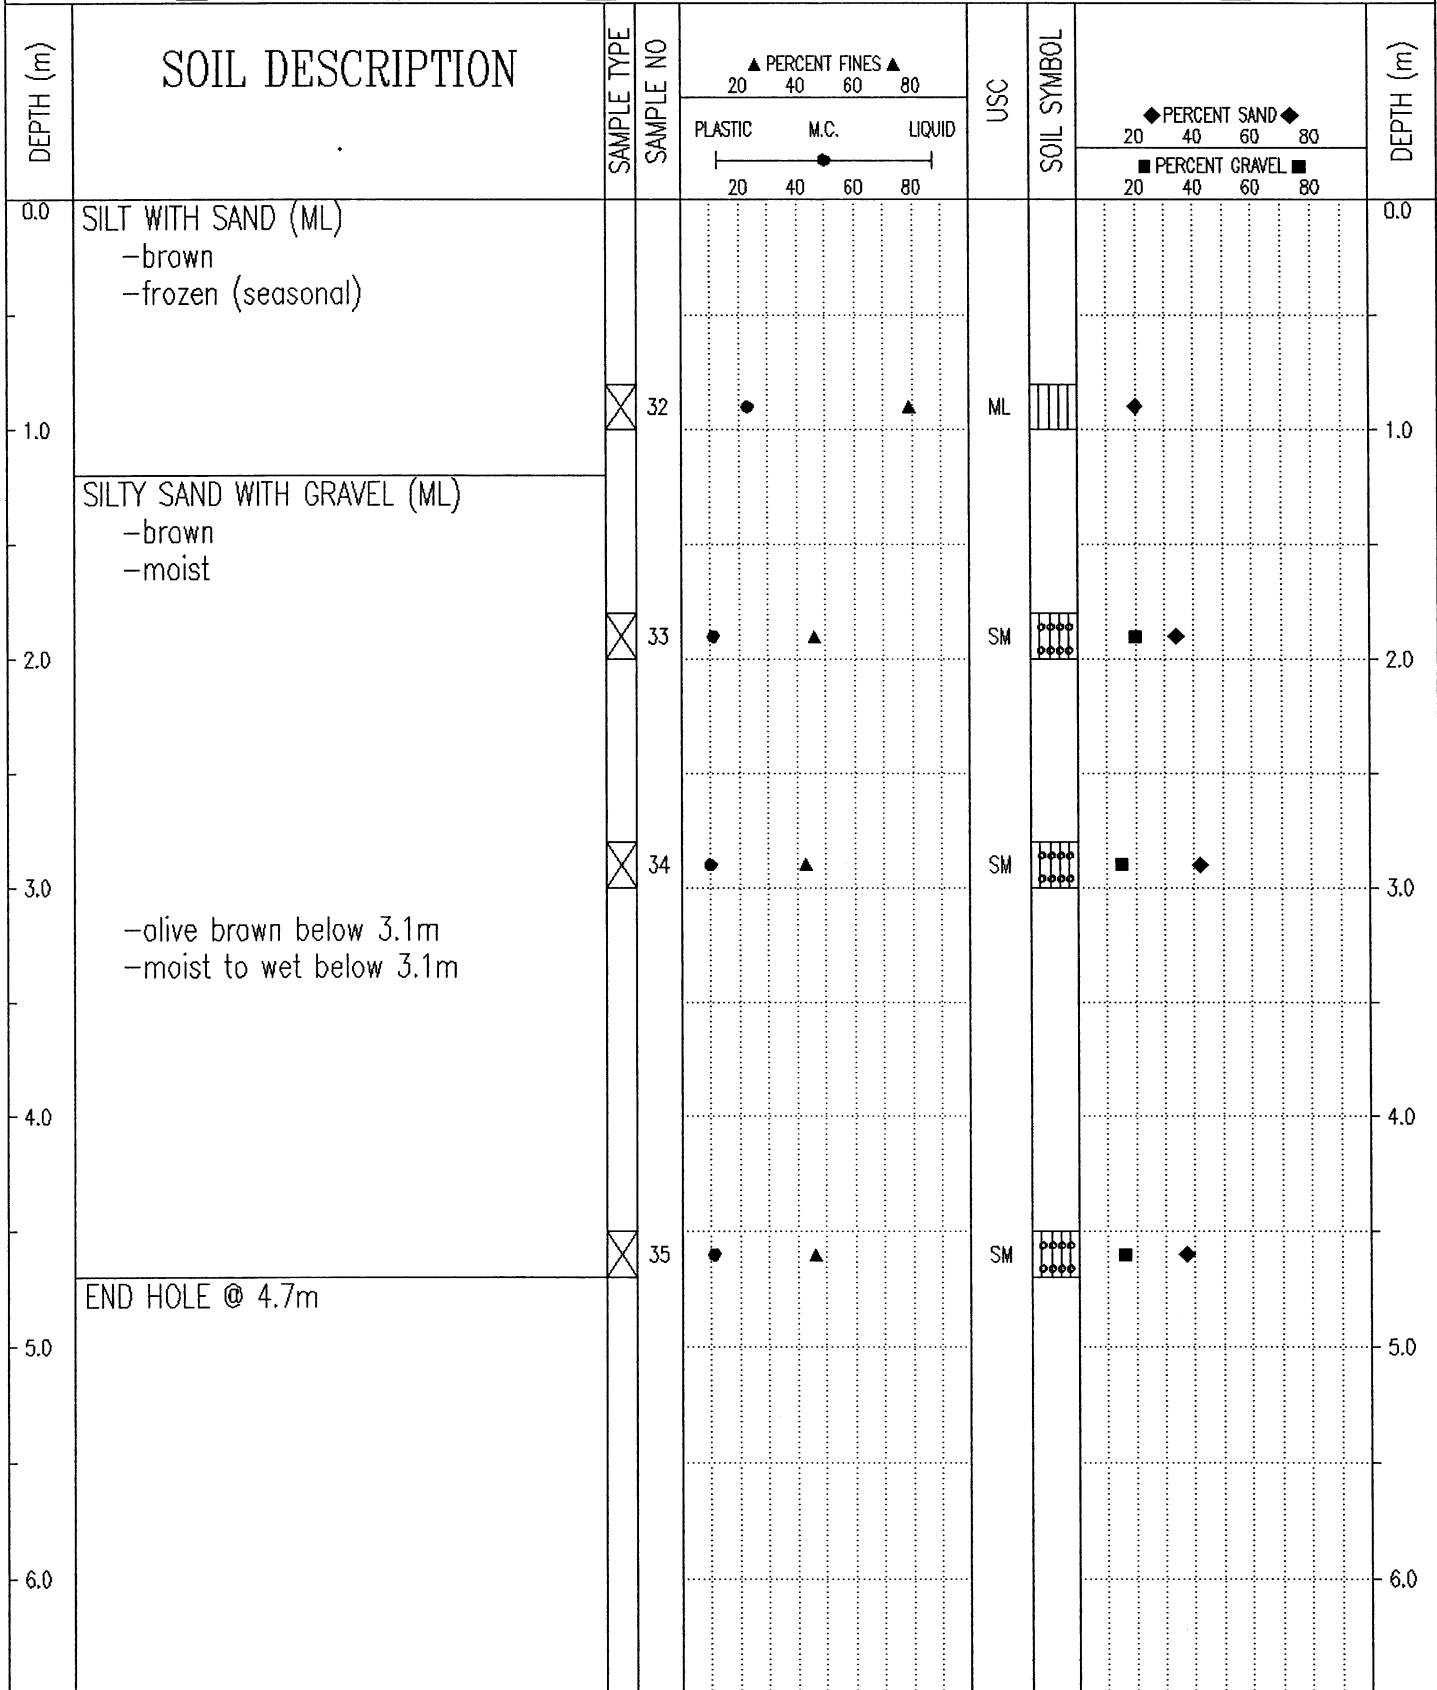 DEPTH (m)
SOIL DESCRIPTION
SAMPLE TYPE
SAMPLE NO
▲ PERCENT FINES ▲
20 40 60 80
PLASTIC M.C. LIQUID
20 40 60 80
USC
SOIL SYMBOL
◆PERCENT SAND◆
20 40 60 80
■ PERCENT GRAVEL ■
20 40 60 80
DEPTH (m)
0.0 SILT WITH SAND (ML) 0.0
-brown
-frozen (seasonal)
32 ML
1.0 1.0
SILTY SAND WITH GRAVEL (ML)
-brown
-moist
33 SM
2.0 2.0
34 SM
3.0 3.0
-olive brown below 3.1m
-moist to wet below 3.1m
4.0 4.0
35 SM
END HOLE @ 4.7m
5.0 5.0
6.0 6.0